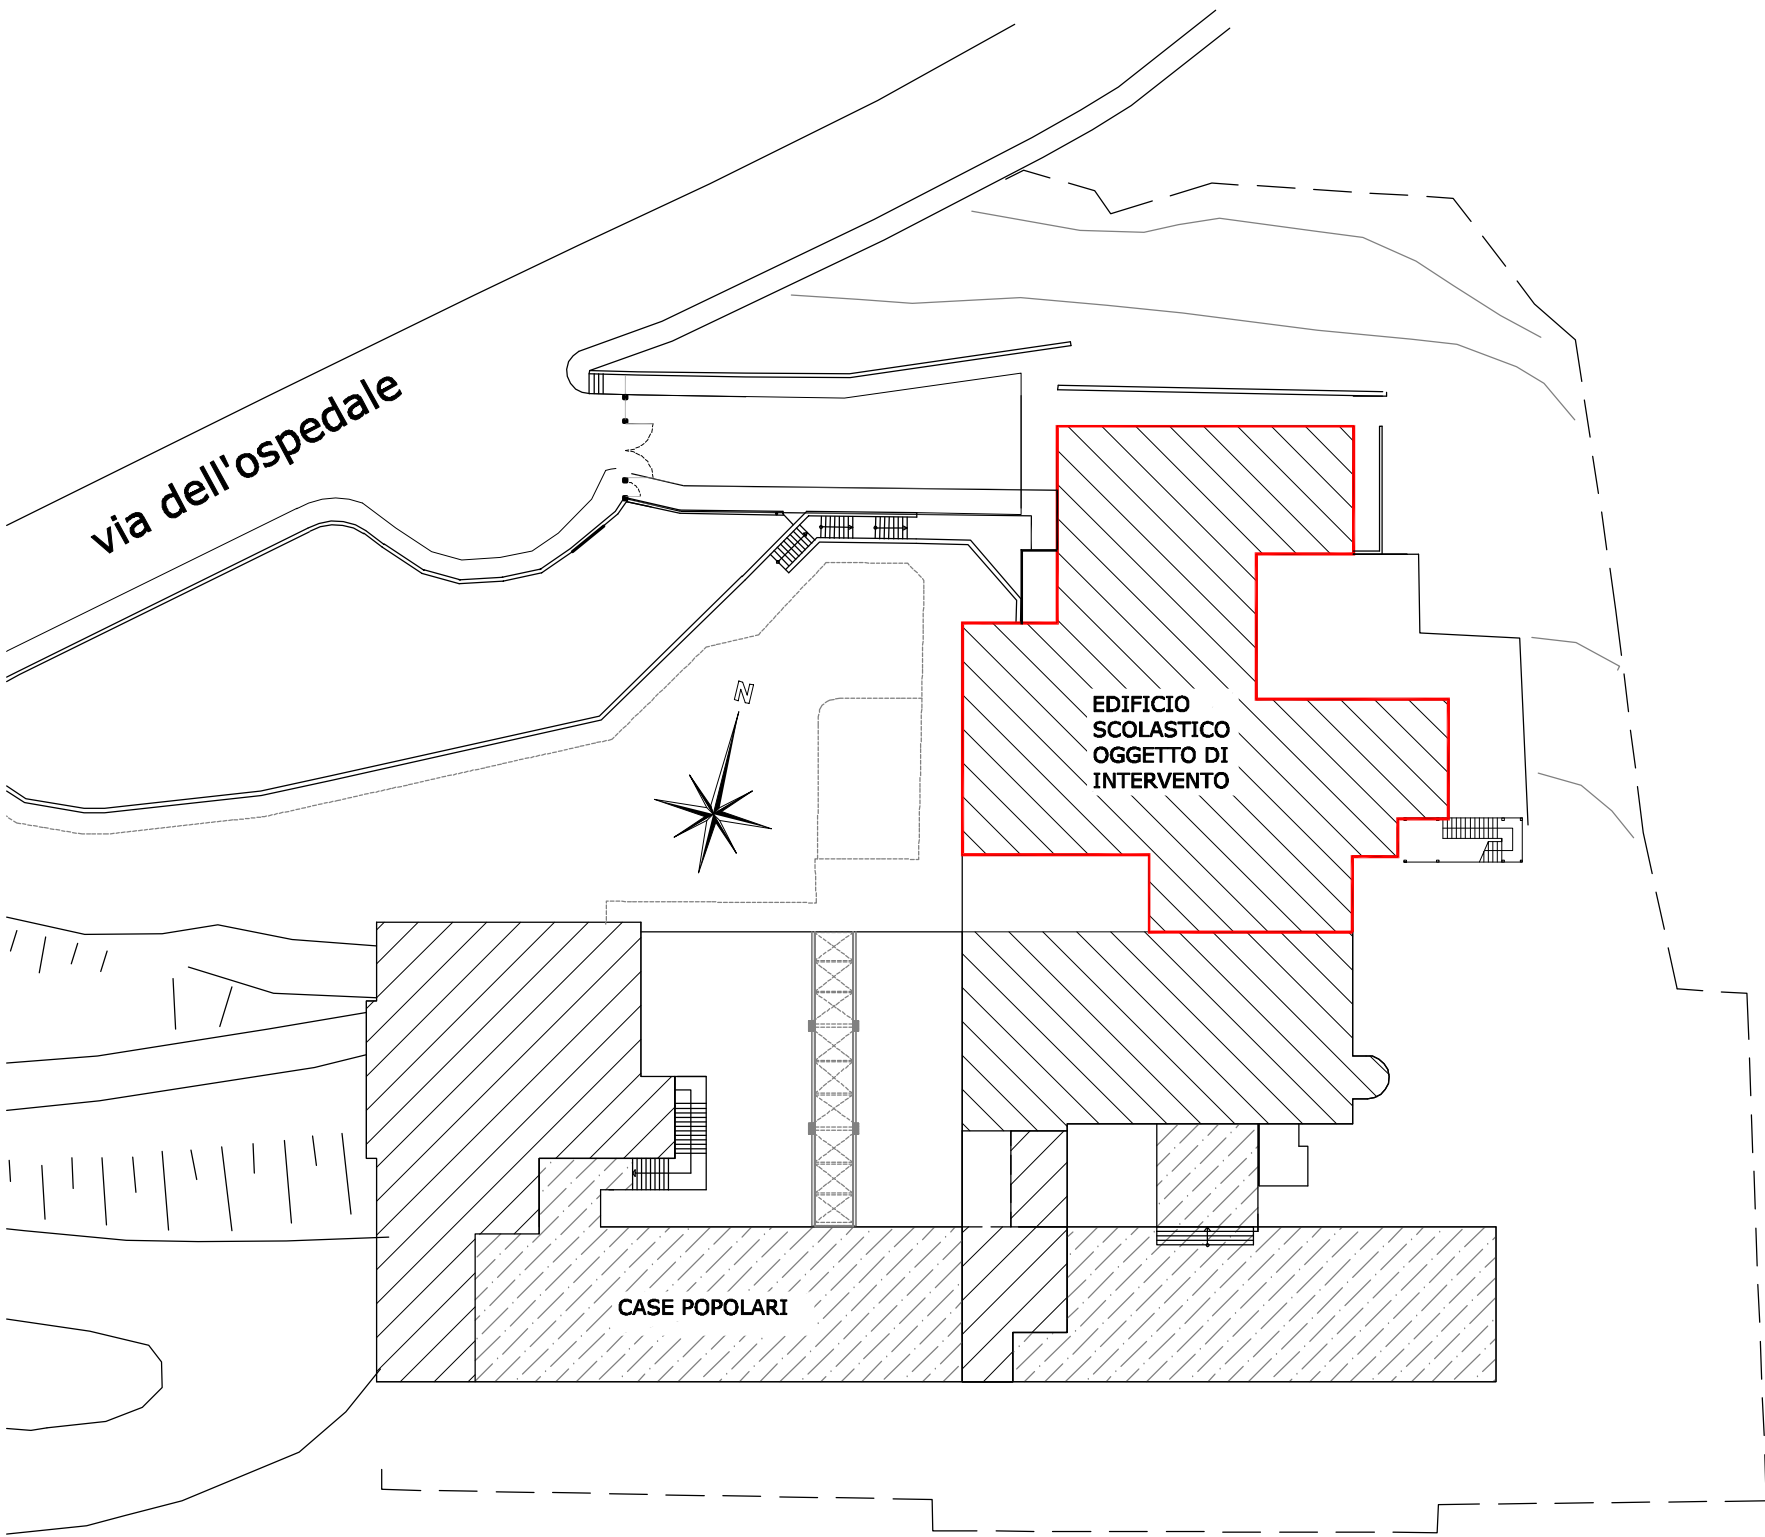 via dell'ospedale
N
EDIFICIO
SCOLASTICO
OGGETTO DI
INTERVENTO
CASE POPOLARI